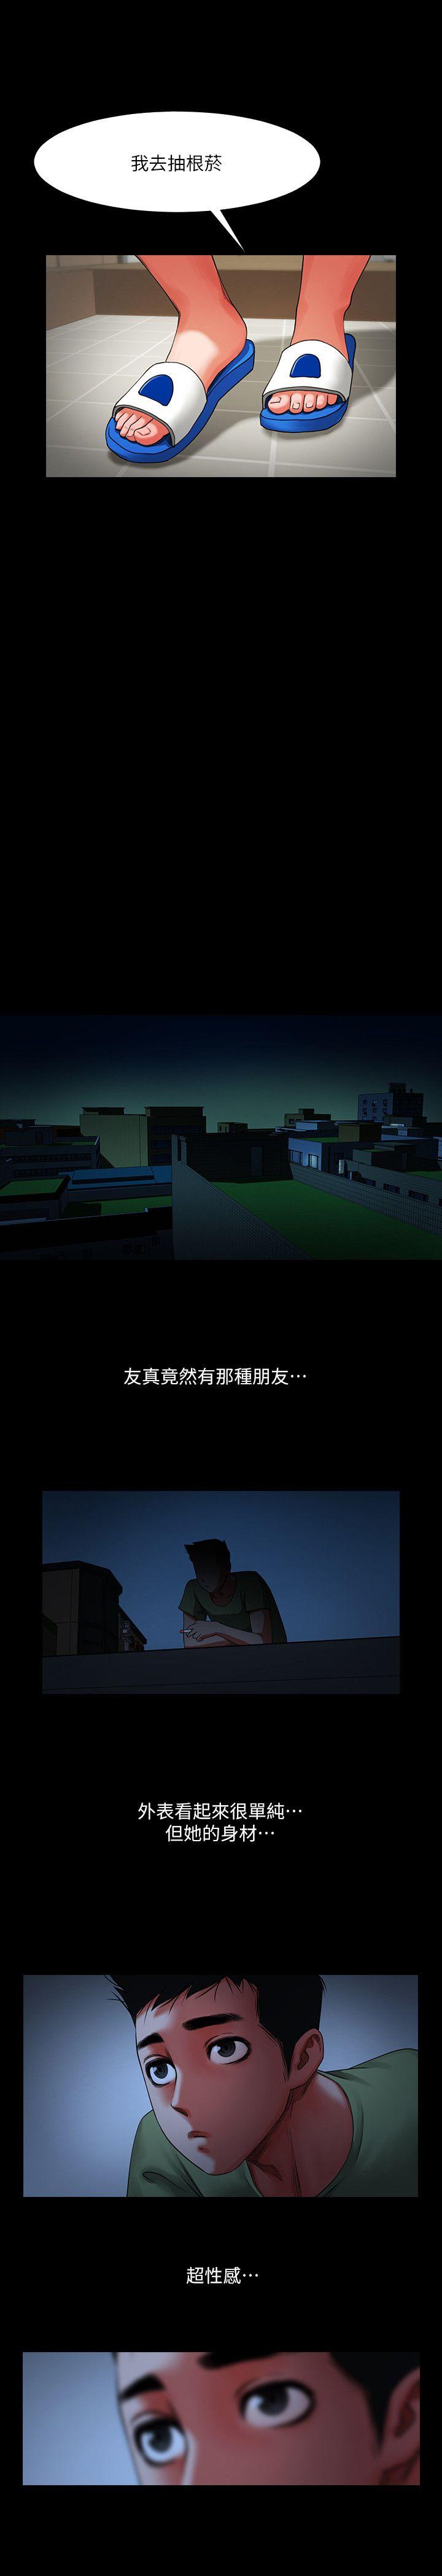 我去抽根菸
友真竟然有那種朋友⋯
外表看起來很單純⋯
但她的身材⋯
超性感⋯